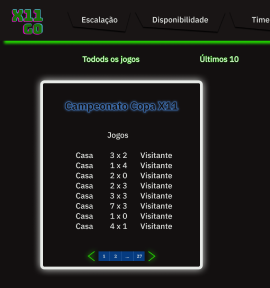 X11
GO
Escalação Disponibilidade Time
Todods os jogos Últimos 10
Campeonato Copa X11
Jogos
Casa 3 x 2 Visitante
Casa 1 x 4 Visitante
Casa 2 x 0 Visitante
Casa 2 x 3 Visitante
Casa 3 x 3 Visitante
Casa 7 x 3 Visitante
Casa 1 x 0 Visitante
Casa 4 x 1 Visitante
1 2 ... 27